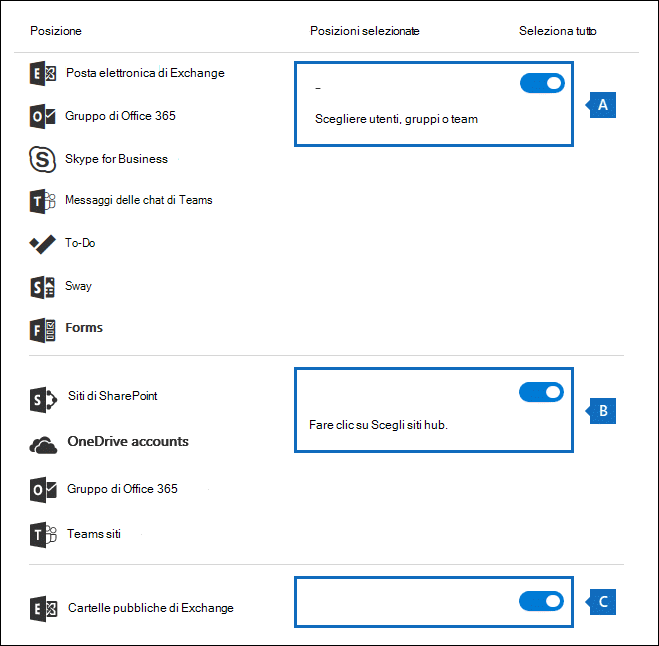 Posizione Posizioni selezionate Seleziona tutto
E Posta elettronica di Exchange
–
A
O Gruppo di Office 365
Scegliere utenti, gruppi o team
S Skype for Business
T Messaggi delle chat di Teams
To-Do
S Sway
F Forms
S Siti di SharePoint
B
Fare clic su Scegli siti hub.
OneDrive accounts
O Gruppo di Office 365
T Teams siti
E Cartelle pubbliche di Exchange
C